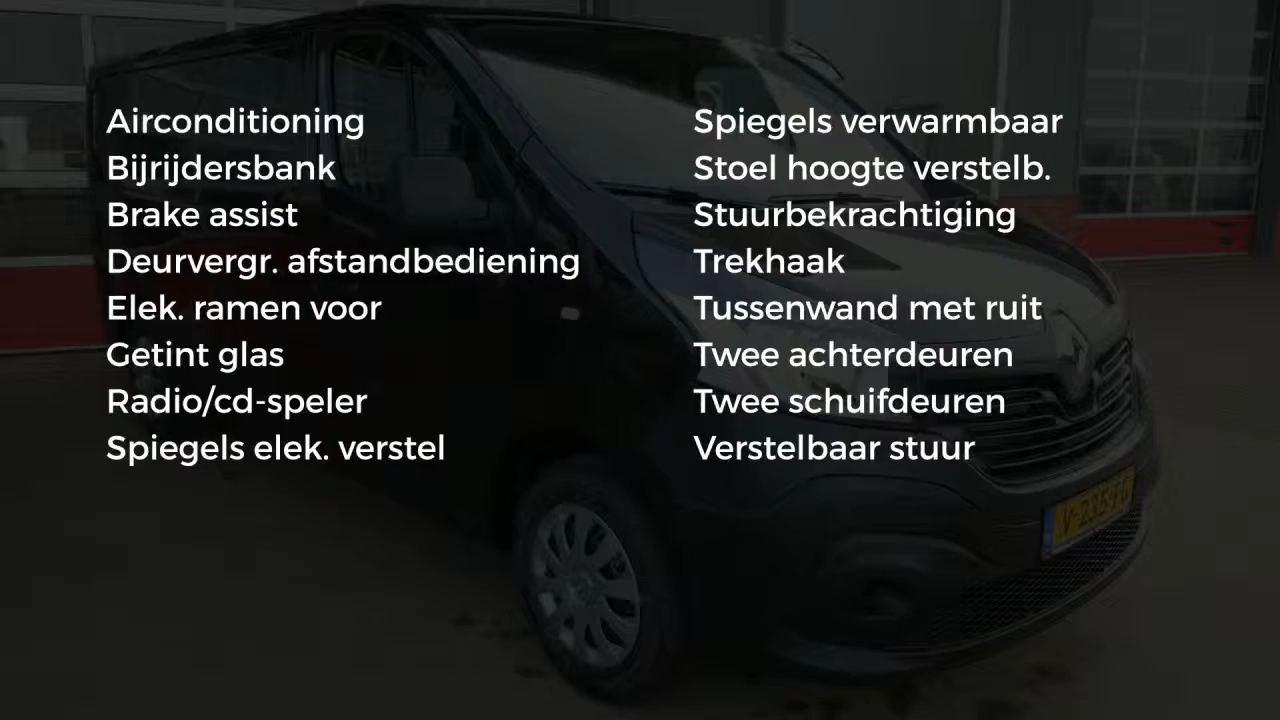 Airconditioning
Bijrijdersbank
Brake assist
Deurvergr. afstandbediening
Elek. ramen voor
Getint glas
Radio/cd-speler
Spiegels elek. verstel
Spiegels verwarmbaar
Stoel hoogte verstelb.
Stuurbekrachtiging
Trekhaak
Tussenwand met ruit
Twee achterdeuren
Twee schuifdeuren
Verstelbaar stuur